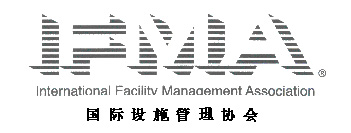 IFMA®
International Facility Management Association
国际设施管理协会